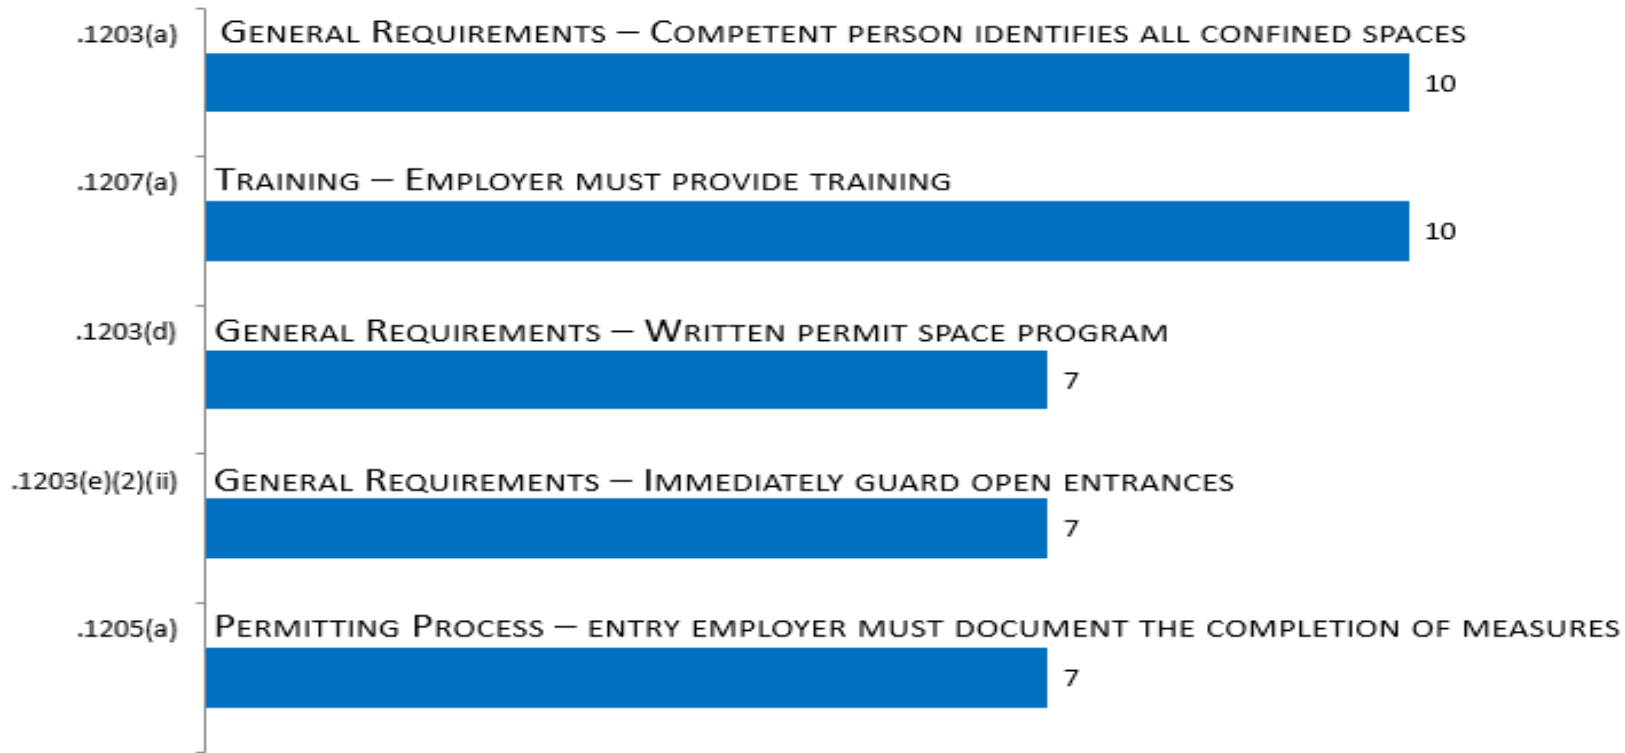 .1203(a) General Requirements – Competent person identifies all confined spaces
10
.1207(a) Training – Employer must provide training
10
.1203(d) General Requirements – Written permit space program
7
.1203(e)(2)(ii) General Requirements – Immediately guard open entrances
7
.1205(a) Permitting Process – entry employer must document the completion of measures
7